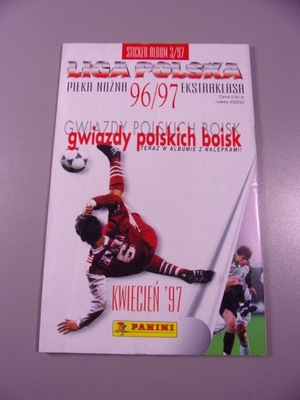 STICKER ALBUM 3/97
LIGA POLSKA
PIŁKA NOŻNA 96/97 EKSTRAKLASA
GWIAZDY POLSKICH BOISK
gwiazdy polskich boisk
TERAZ W ALBUMIE Z NALEPKAMI!
KWIECIEŃ '97
PANINI